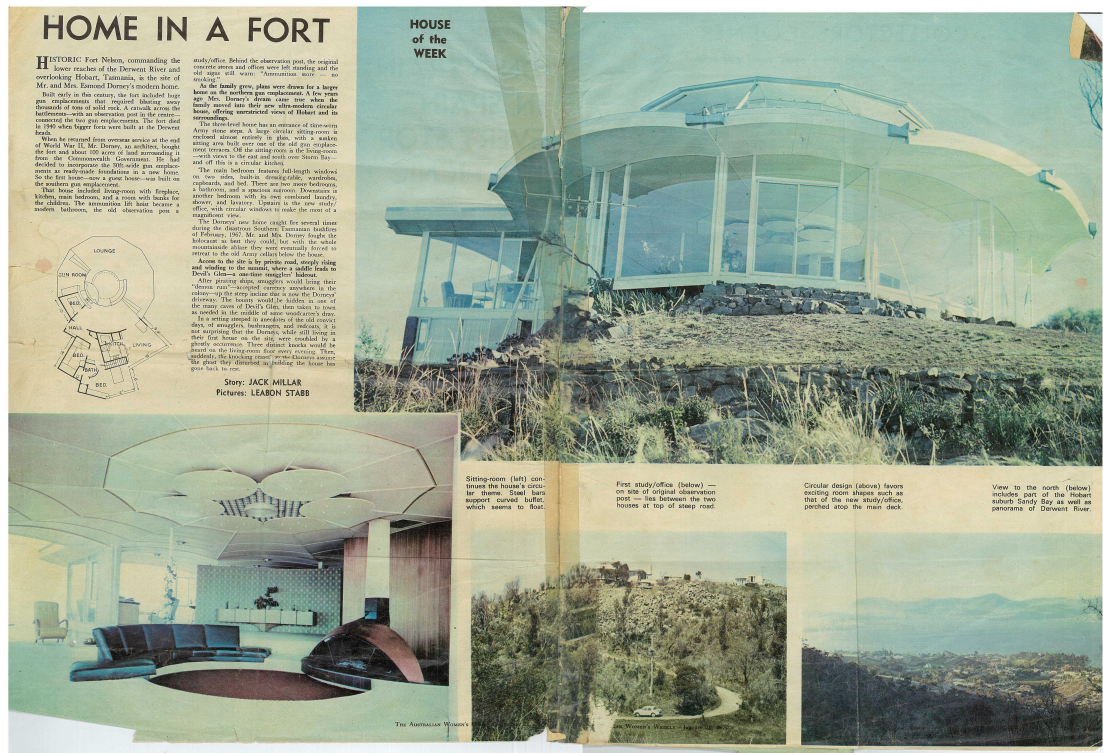 HOME IN A FORT
HOUSE
of the
WEEK
HISTORIC Fort Nelson, commanding the
lower reaches of the Derwent River and
overlooking Hobart, Tasmania, is the site of
Mr. and Mrs. Esmond Dorney's modern home.
Built early in this century, the fort included huge
gun emplacements that required blasting away
thousands of tons of solid rock. A catwalk across the
battlements—with an observation post in the centre—
connected the two gun emplacements. The fort died
in 1940 when bigger forts were built at the Derwent
heads.
When he returned from overseas service at the end
of World War II, Mr. Dorney, an architect, bought
the fort and about 100 acres of land surrounding it
from the Commonwealth Government. He had
decided to incorporate the 50ft.-wide gun emplace-
ments as ready-made foundations in a new home.
So the first house—now a guest house—was built on
the southern gun emplacement.
That house included living-room with fireplace,
kitchen, main bedroom, and a room with bunks for
the children. The ammunition lift hoist became a
modern bathroom, the old observation post a
study/office. Behind the observation post, the original
concrete stores and offices were left standing and the
old signs still warn: "Ammunition store — no
smoking."
As the family grew, plans were drawn for a larger
home on the northern gun emplacement. A few years
ago Mrs. Dorney's dream came true when the
family moved into their new ultra-modern circular
house, offering unrestricted views of Hobart and its
surroundings.
The three-level home has an entrance of time-worn
Army stone steps. A large circular sitting-room is
enclosed almost entirely in glass, with a sunken
sitting area built over one of the old gun emplace-
ment terraces. Off the sitting-room is the living-room
—with views to the east and south over Storm Bay—
and off this is a circular kitchen.
The main bedroom features full-length windows
on two sides, built-in dressing-table, wardrobes,
cupboards, and bed. There are two more bedrooms,
a bathroom, and a spacious sunroom. Downstairs is
another bedroom with its own combined laundry,
shower, and lavatory. Upstairs is the new study/
office, with circular windows to make the most of a
magnificent view.
The Dorneys' new home caught fire several times
during the disastrous Southern Tasmanian bushfires
of February, 1967. Mr. and Mrs. Dorney fought the
holocaust as best they could, but with the whole
mountainside ablaze they were eventually forced to
retreat to the old Army cellars below the house.
Access to the site is by private road, steeply rising
and winding to the summit, where a saddle leads to
Devil's Glen—a one-time smugglers' hideout.
After pirating ships, smugglers would bring their
"demon rum"—accepted currency anywhere in the
colony—up the steep incline that is now the Dorneys'
driveway. The bounty would be hidden in one of
the many caves of Devil's Glen, then taken to town
as needed in the middle of some woodcarter's dray.
In a setting steeped in anecdotes of the old convict
days, of smugglers, bushrangers, and redcoats, it is
not surprising that the Dorneys, while still living in
their first house on the site, were troubled by a
ghostly occurrence. Three distinct knocks would be
heard on the living-room door every evening. Then,
suddenly, the knocking ceased, so the Dorneys assume
the ghost they disturbed in building the house has
gone back to rest.
Story: JACK MILLAR
Pictures: LEABON STABB
LOUNGE
SUN ROOM
BED.
HALL
KITCH
LIVING
BED.
BATH
BED.
Sitting-room (left) con-
tinues the house's circu-
lar theme. Steel bars
support curved buffet,
which seems to float.
First study/office (below) —
on site of original observation
post — lies between the two
houses at top of steep road.
Circular design (above) favors
exciting room shapes such as
that of the new study/office,
perched atop the main deck.
View to the north (below)
includes part of the Hobart
suburb Sandy Bay as well as
panorama of Derwent River.
THE AUSTRALIAN WOMEN'S
WOMEN'S WEEKLY